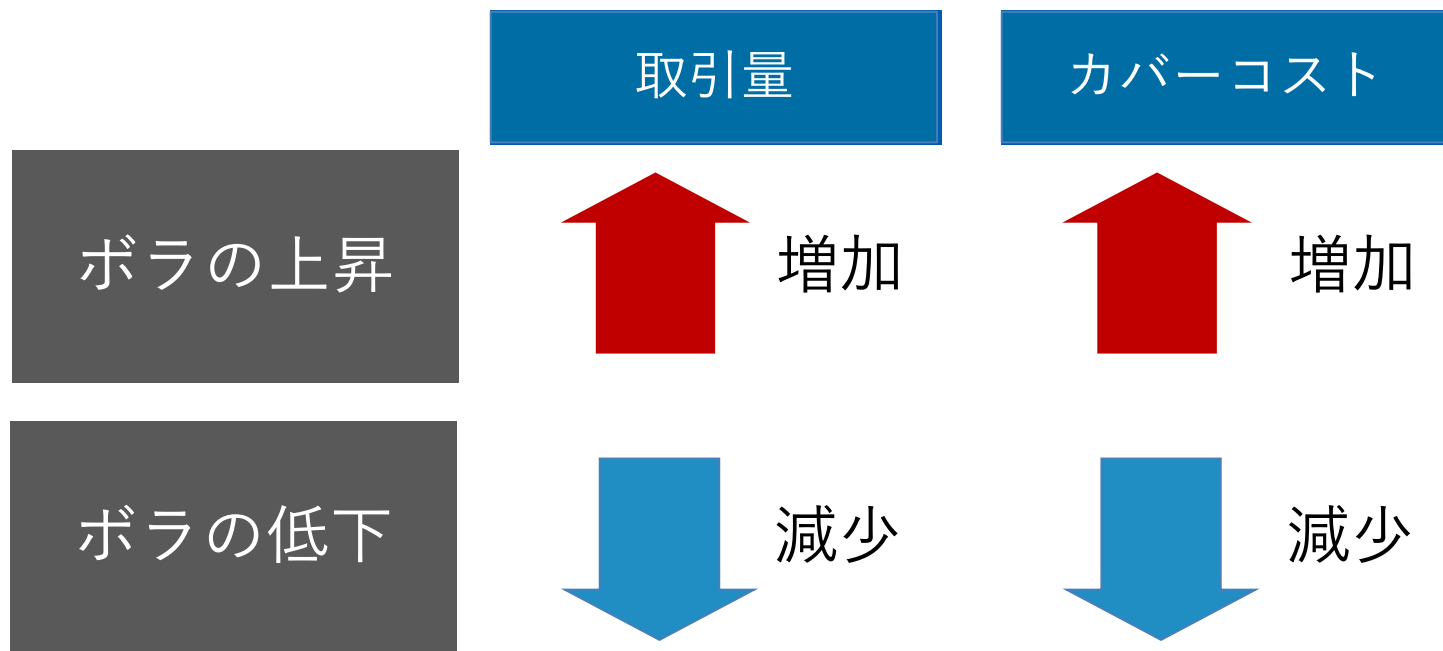 取引量
カバーコスト
ボラの上昇
増加
増加
ボラの低下
減少
減少